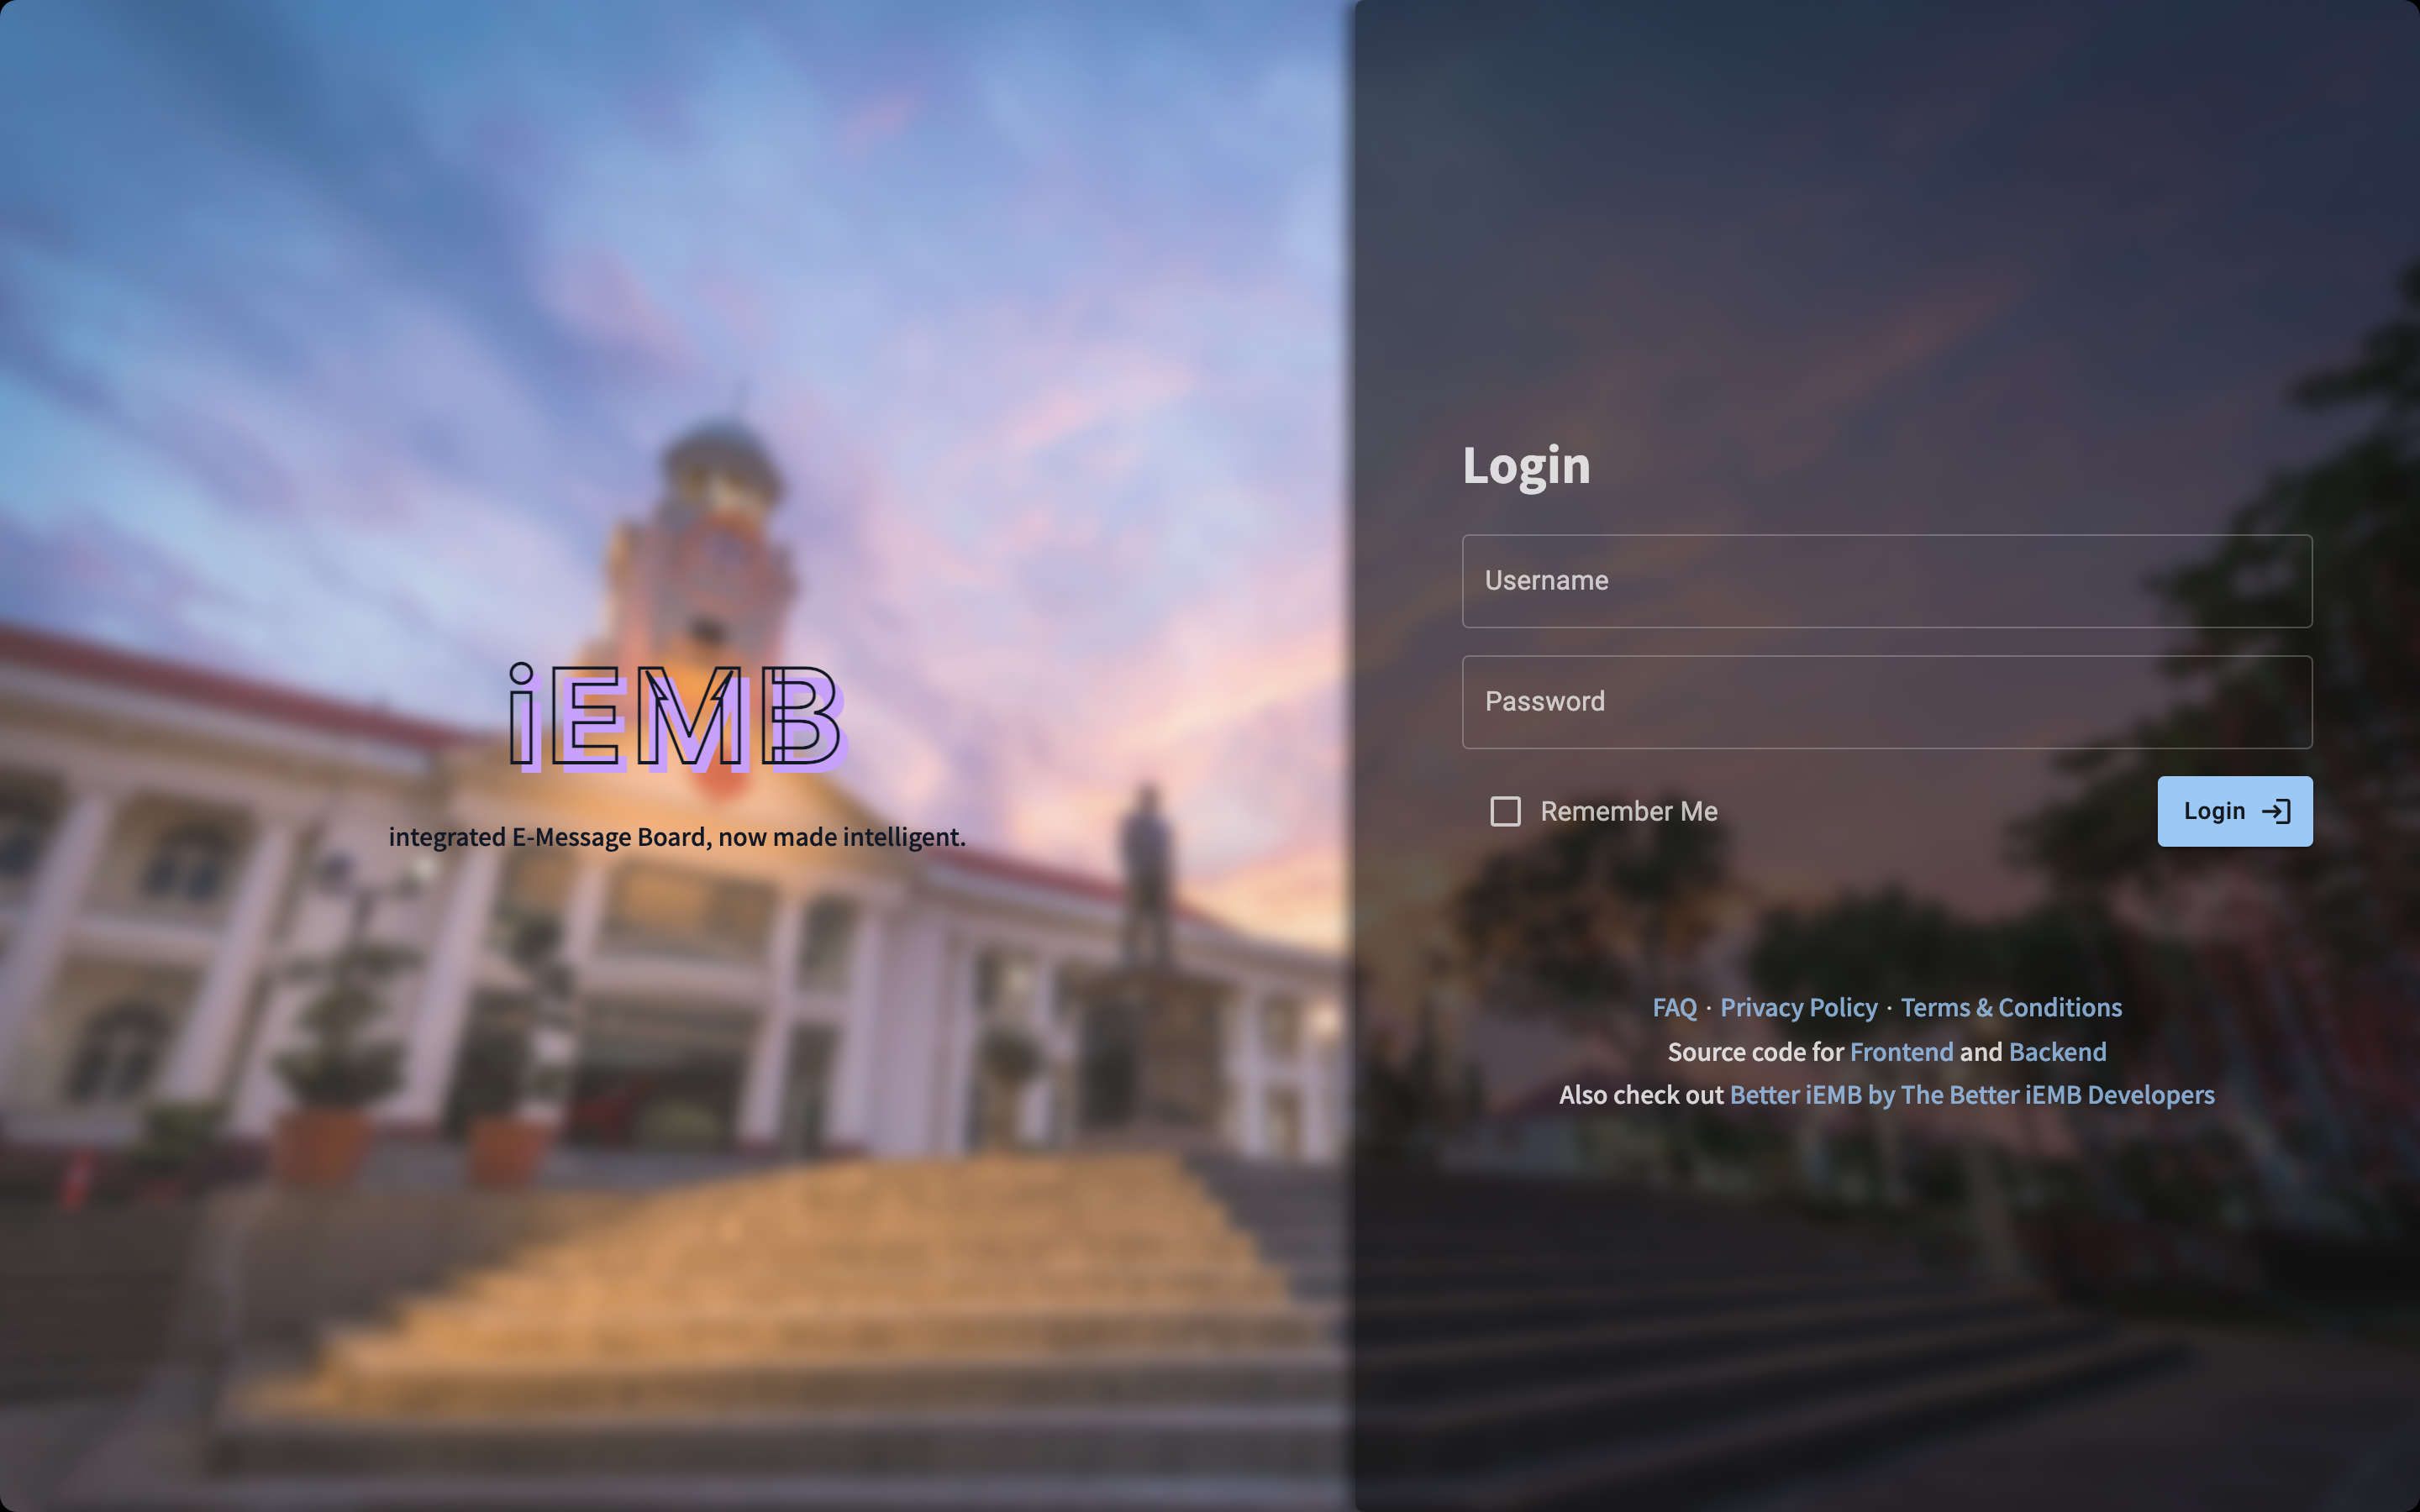 iEMB
integrated E-Message Board, now made intelligent.
Login
Username
Password
Remember Me
Login
FAQ · Privacy Policy · Terms & Conditions
Source code for Frontend and Backend
Also check out Better iEMB by The Better iEMB Developers